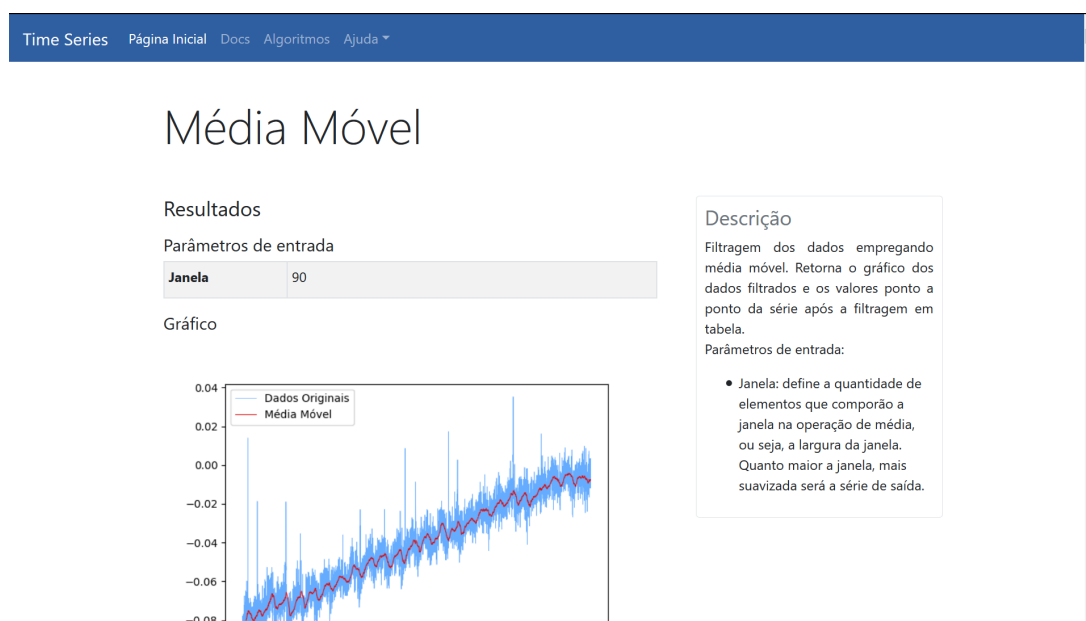 Time Series Página Inicial Docs Algoritmos Ajuda
Média Móvel
Resultados
Parâmetros de entrada
Janela 90
Gráfico
0.04
Dados Originais
Média Móvel
0.02
0.00
−0.02
−0.04
−0.06
−0.08
Descrição
Filtragem dos dados empregando
média móvel. Retorna o gráfico dos
dados filtrados e os valores ponto a
ponto da série após a filtragem em
tabela.
Parâmetros de entrada:
● Janela: define a quantidade de
elementos que comporão a
janela na operação de média,
ou seja, a largura da janela.
Quanto maior a janela, mais
suavizada será a série de saída.